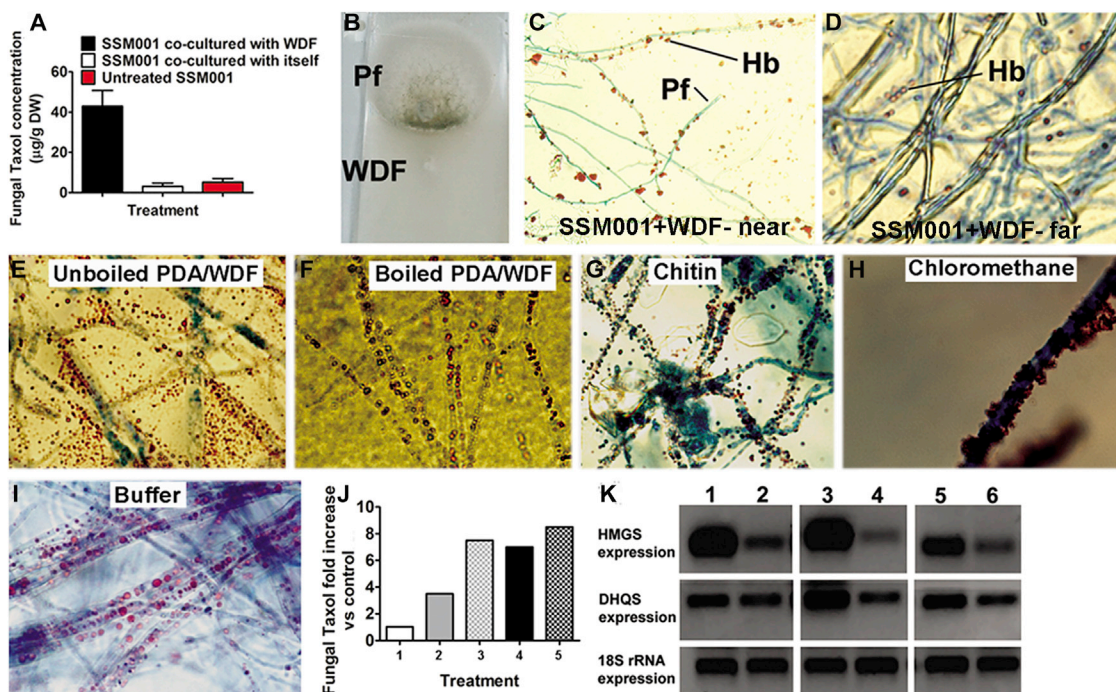 A
SSM001 co-cultured with WDF
SSM001 co-cultured with itself
Untreated SSM001
Fungal Taxol concentration
(µg/g DW)
60
40
20
0
Treatment
B
Pf
WDF
C
Hb
Pf
SSM001+WDF- near
D
Hb
SSM001+WDF- far
E
Unboiled PDA/WDF
F
Boiled PDA/WDF
G
Chitin
H
Chloromethane
I
Buffer
J
Fungal Taxol fold increase
vs control
10
8
6
4
2
0
1 2 3 4 5
Treatment
K
1 2 3 4 5 6
HMGS
expression
DHQS
expression
18S rRNA
expression